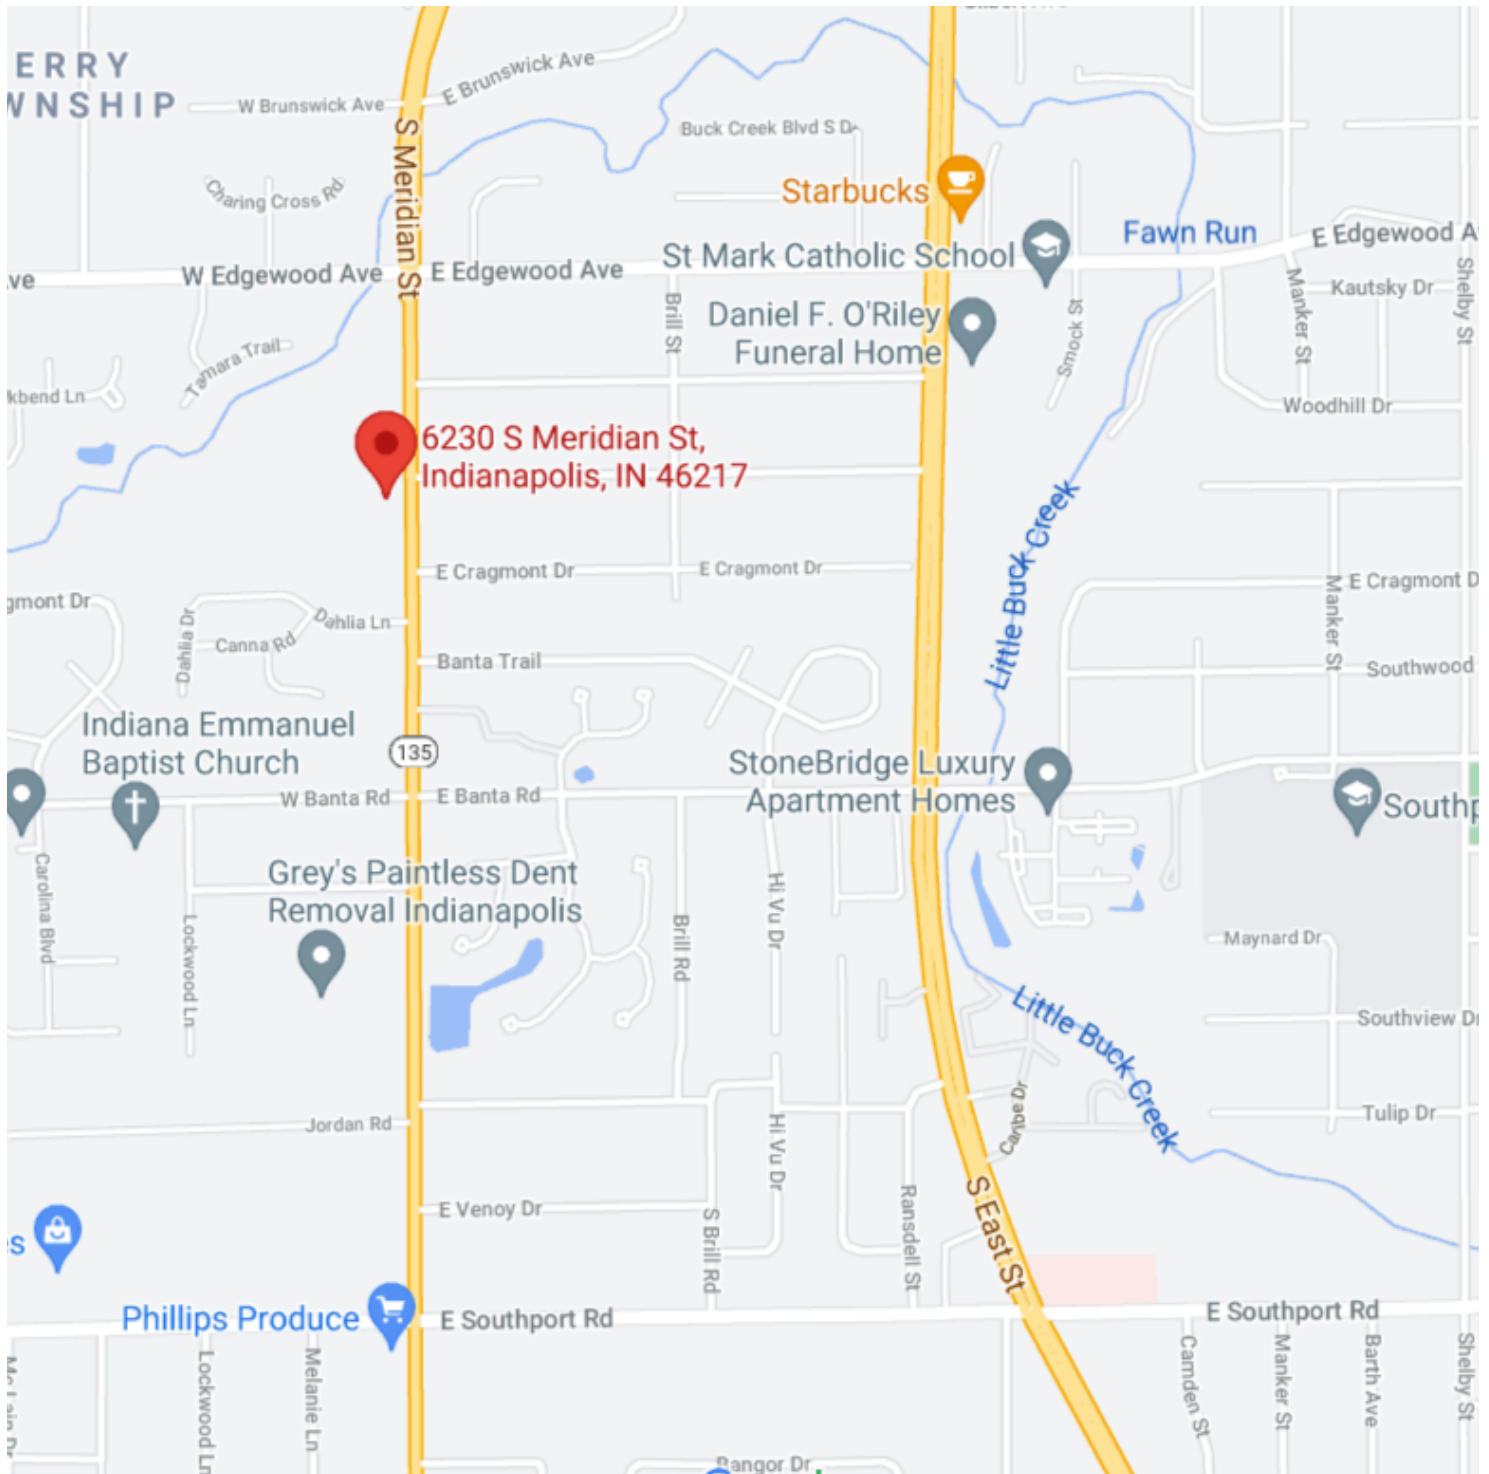 ERRY
WNSHIP
W Brunswick Ave
E Brunswick Ave
Buck Creek Blvd S D
Charing Cross Rd
S Meridian St
Starbucks
St Mark Catholic School
Fawn Run
E Edgewood A
ve
W Edgewood Ave
E Edgewood Ave
Kautsky Dr
Shelby St
Manker St
Brill St
Daniel F. O'Riley
Funeral Home
Smock St
Tamara Trail
kbend Ln
Woodhill Dr
6230 S Meridian St,
Indianapolis, IN 46217
Little Buck Creek
E Cragmont Dr
E Cragmont Dr
E Cragmont D
gmont Dr
Dahlia Dr
Dahlia Ln
Canna Rd
Manker St
Banta Trail
Southwood
Indiana Emmanuel
Baptist Church
135
StoneBridge Luxury
Apartment Homes
W Banta Rd
E Banta Rd
Southp
Carolina Blvd
Grey's Paintless Dent
Removal Indianapolis
Lockwood Ln
Brill Rd
Hi Vu Dr
Maynard Dr
Little Buck Creek
Southview Dr
Caribe Dr
Jordan Rd
Hi Vu Dr
Tulip Dr
E Venoy Dr
S Brill Rd
Ransdell St
S East St
s
Phillips Produce
E Southport Rd
E Southport Rd
Lockwood Ln
Melanie Ln
Camden St
Manker St
Barth Ave
Shelby St
Bangor Dr